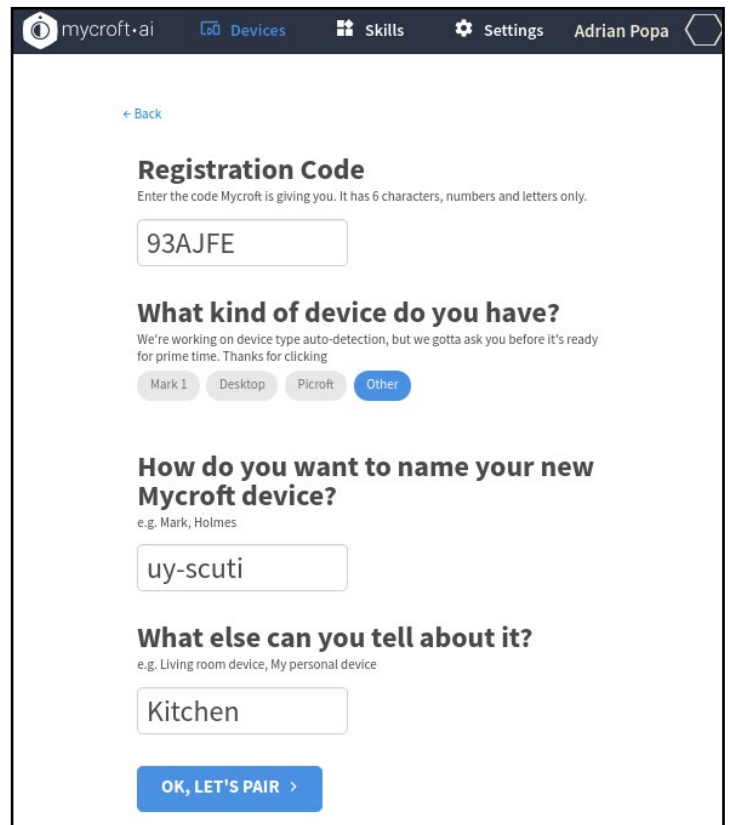 mycroft·ai Devices Skills Settings Adrian Popa
← Back
Registration Code
Enter the code Mycroft is giving you. It has 6 characters, numbers and letters only.
93AJFE
What kind of device do you have?
We're working on device type auto-detection, but we gotta ask you before it's ready
for prime time. Thanks for clicking
Mark 1 Desktop Picroft Other
How do you want to name your new
Mycroft device?
e.g. Mark, Holmes
uy-scuti
What else can you tell about it?
e.g. Living room device, My personal device
Kitchen
OK, LET'S PAIR >